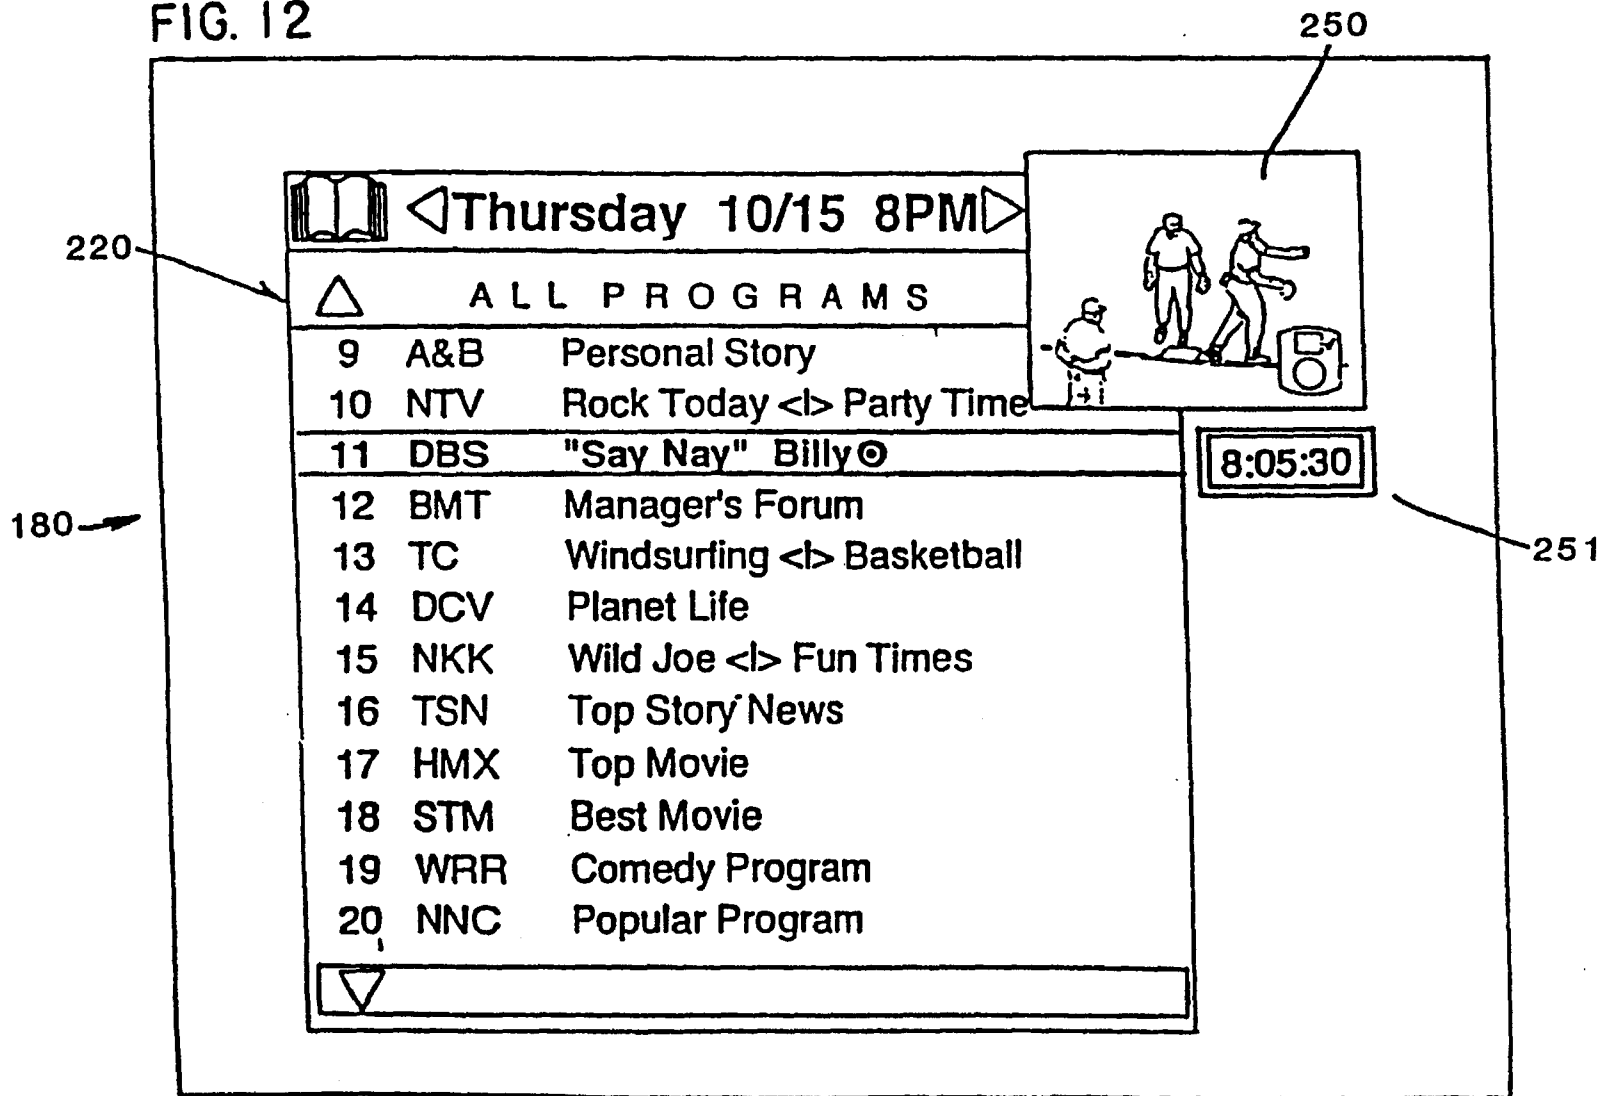 FIG. 12
250
Thursday 10/15 8PM
220
ALL PROGRAMS
9 A&B Personal Story
10 NTV Rock Today <I> Party Time
11 DBS "Say Nay" Billy
8:05:30
12 BMT Manager's Forum
180
13 TC Windsurfing <I> Basketball
251
14 DCV Planet Life
15 NKK Wild Joe <I> Fun Times
16 TSN Top Story News
17 HMX Top Movie
18 STM Best Movie
19 WRR Comedy Program
20 NNC Popular Program